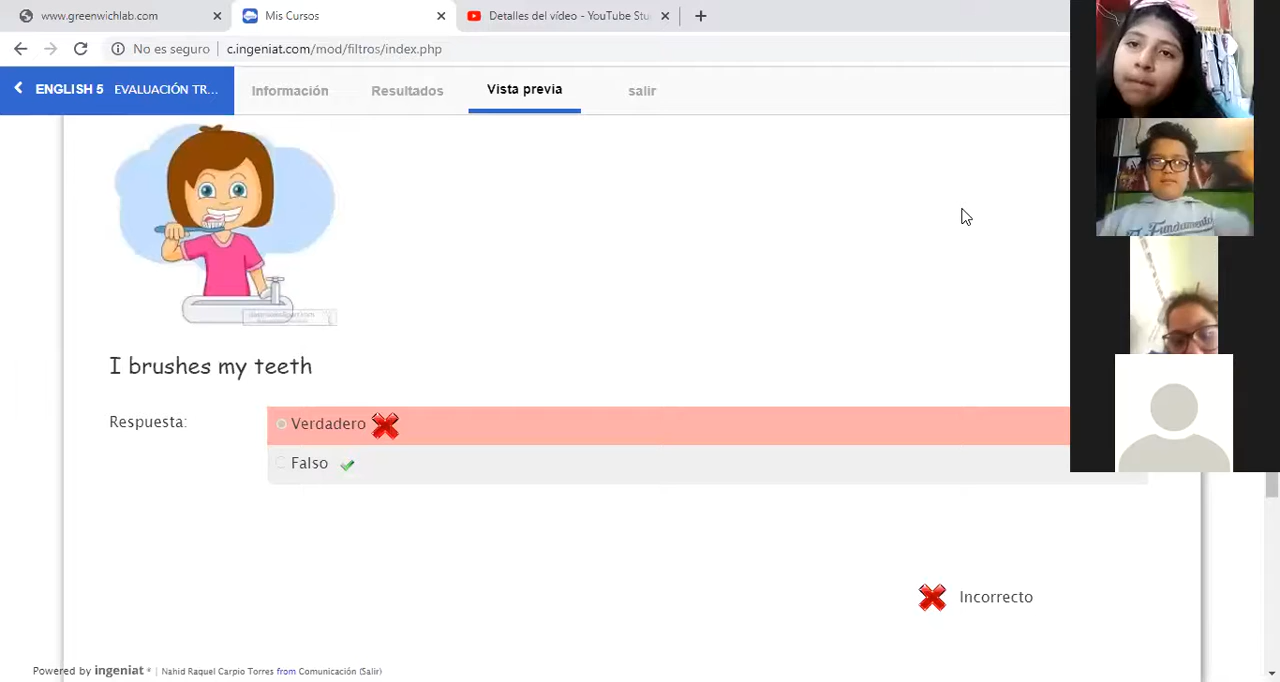 www.greenwichlab.com
Mis Cursos
Detalles del vídeo - YouTube Stu
No es seguro
c.ingeniat.com/mod/filtros/index.php
ENGLISH 5 EVALUACIÓN TR...
Información
Resultados
Vista previa
salir
I brushes my teeth
Respuesta:
Verdadero
Falso
Incorrecto
Powered by ingeniat ® | Nahid Raquel Carpio Torres from Comunicación (Salir)
Fundamento